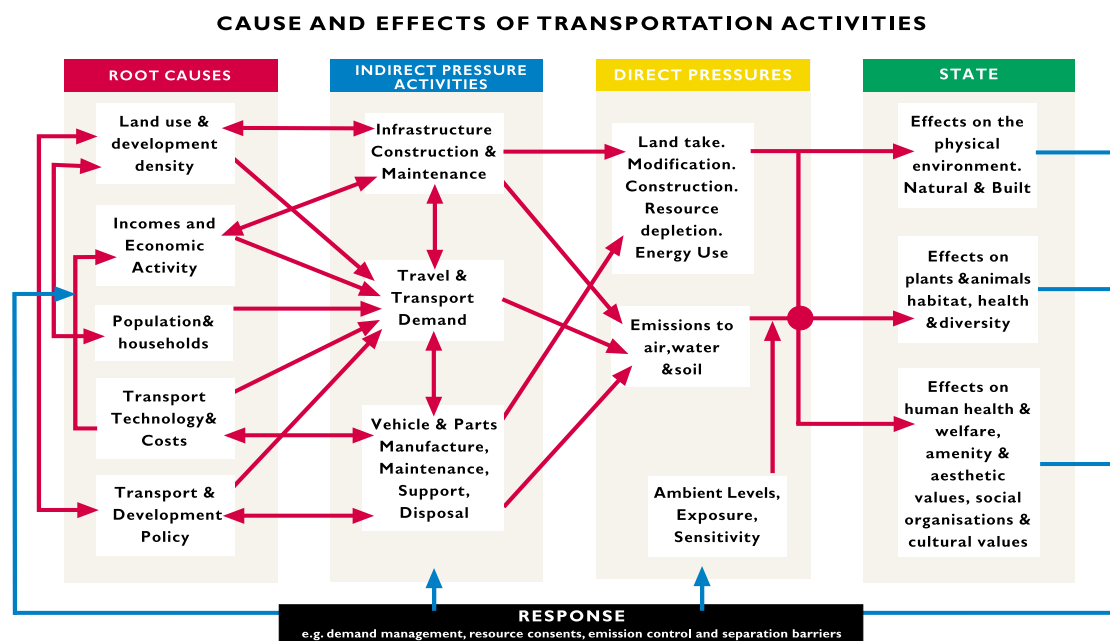 CAUSE AND EFFECTS OF TRANSPORTATION ACTIVITIES
ROOT CAUSES
Land use &
development
density
Incomes and
Economic
Activity
Population&
households
Transport
Technology&
Costs
Transport &
Development
Policy
INDIRECT PRESSURE
ACTIVITIES
Infrastructure
Construction &
Maintenance
Travel &
Transport
Demand
Vehicle & Parts
Manufacture,
Maintenance,
Support,
Disposal
DIRECT PRESSURES
Land take.
Modification.
Construction.
Resource
depletion.
Energy Use
Emissions to
air,water
&soil
Ambient Levels,
Exposure,
Sensitivity
STATE
Effects on the
physical
environment.
Natural & Built
Effects on
plants &animals
habitat, health
&diversity
Effects on
human health &
welfare,
amenity &
aesthetic
values, social
organisations &
cultural values
RESPONSE
e.g. demand management, resource consents, emission control and separation barriers